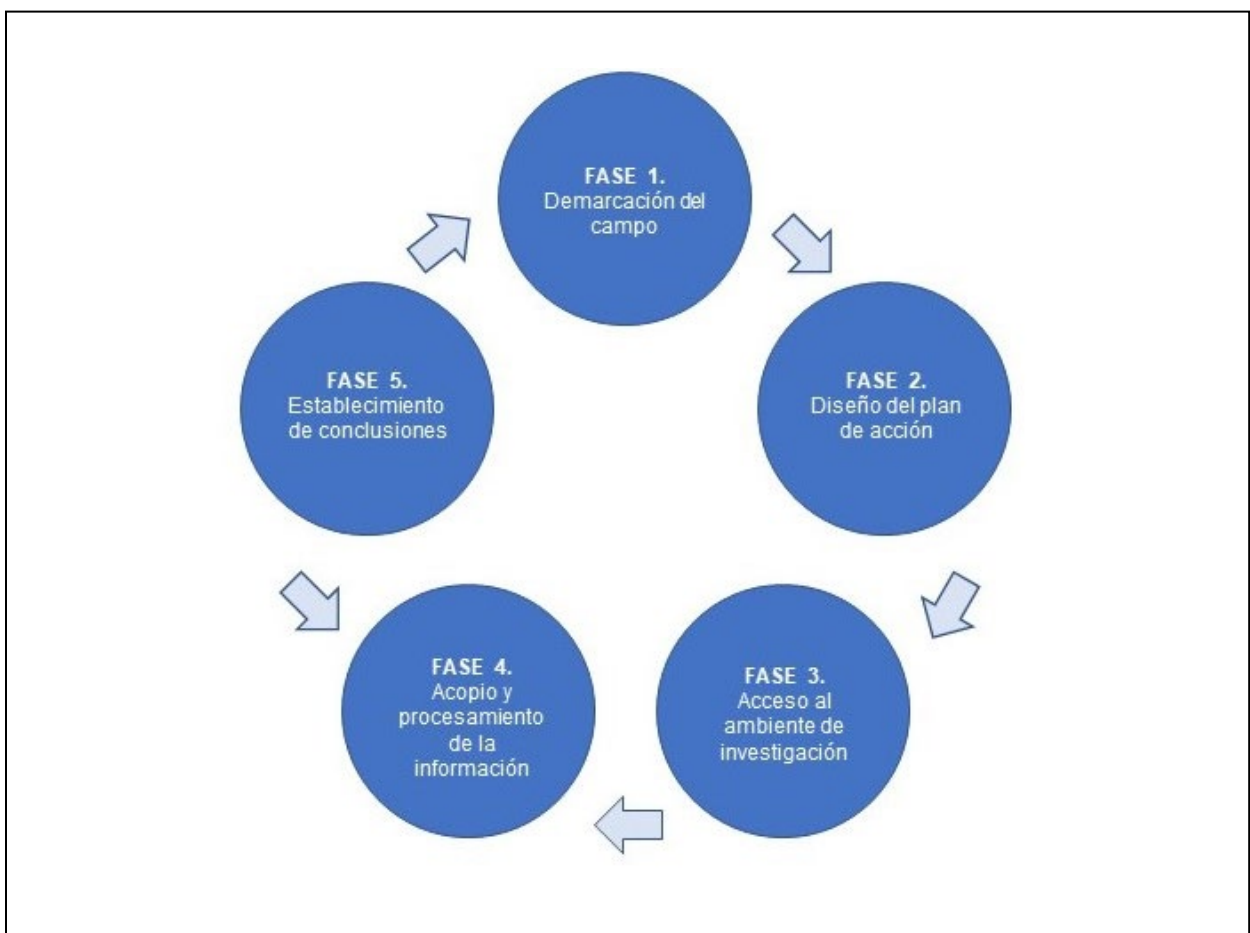 FASE 1.
Demarcación del
campo
FASE 2.
Diseño del plan
de acción
FASE 3.
Acceso al
ambiente de
investigación
FASE 4.
Acopio y
procesamiento
de la
información
FASE 5.
Establecimiento
de conclusiones